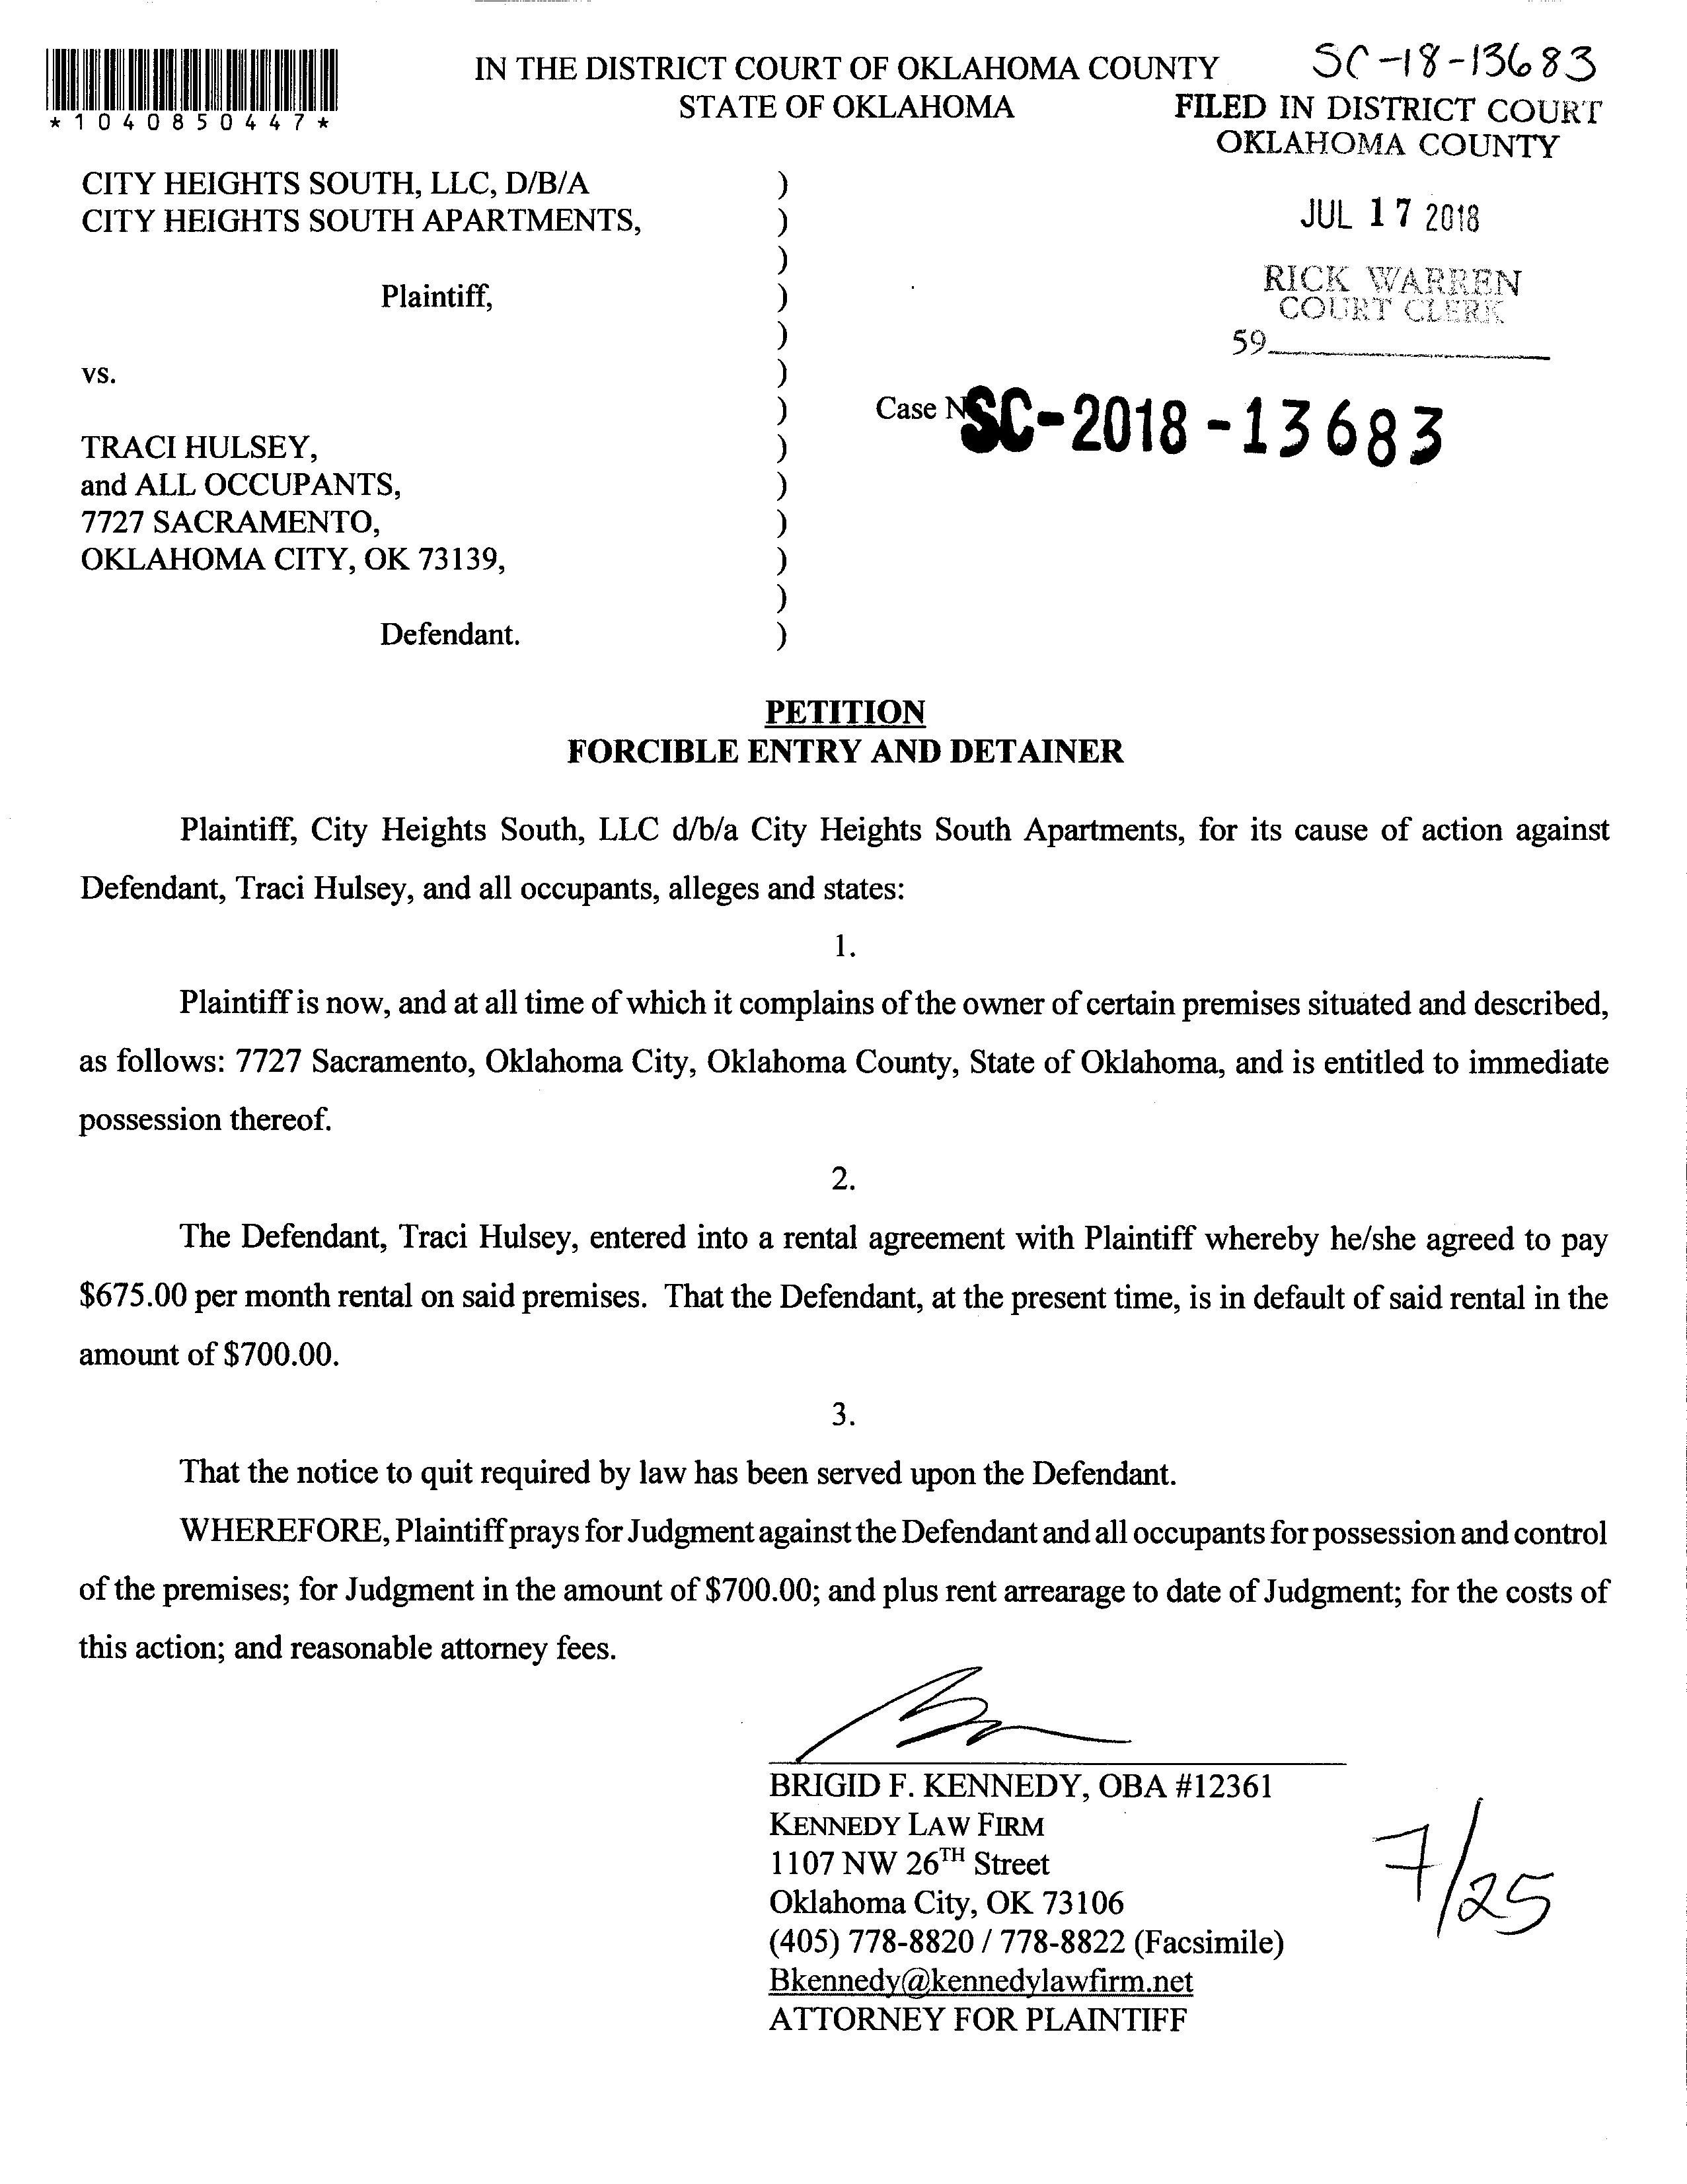 SC-18-13683
IN THE DISTRICT COURT OF OKLAHOMA COUNTY
STATE OF OKLAHOMA
*1040850447*
FILED IN DISTRICT COURT
OKLAHOMA COUNTY
JUL 17 2018
RICK WARREN
COURT CLERK
59
CITY HEIGHTS SOUTH, LLC, D/B/A )
CITY HEIGHTS SOUTH APARTMENTS, )
)
Plaintiff, )
)
vs. )
) Case N SC-2018-13683
TRACI HULSEY, )
and ALL OCCUPANTS, )
7727 SACRAMENTO, )
OKLAHOMA CITY, OK 73139, )
)
Defendant. )
PETITION
FORCIBLE ENTRY AND DETAINER
Plaintiff, City Heights South, LLC d/b/a City Heights South Apartments, for its cause of action against
Defendant, Traci Hulsey, and all occupants, alleges and states:
1.
Plaintiff is now, and at all time of which it complains of the owner of certain premises situated and described,
as follows: 7727 Sacramento, Oklahoma City, Oklahoma County, State of Oklahoma, and is entitled to immediate
possession thereof.
2.
The Defendant, Traci Hulsey, entered into a rental agreement with Plaintiff whereby he/she agreed to pay
$675.00 per month rental on said premises. That the Defendant, at the present time, is in default of said rental in the
amount of $700.00.
3.
That the notice to quit required by law has been served upon the Defendant.
WHEREFORE, Plaintiff prays for Judgment against the Defendant and all occupants for possession and control
of the premises; for Judgment in the amount of $700.00; and plus rent arrearage to date of Judgment; for the costs of
this action; and reasonable attorney fees.
BRIGID F. KENNEDY, OBA #12361
KENNEDY LAW FIRM
1107 NW 26TH Street
Oklahoma City, OK 73106
(405) 778-8820 / 778-8822 (Facsimile)
Bkennedy@kennedylawfirm.net
ATTORNEY FOR PLAINTIFF
7/25